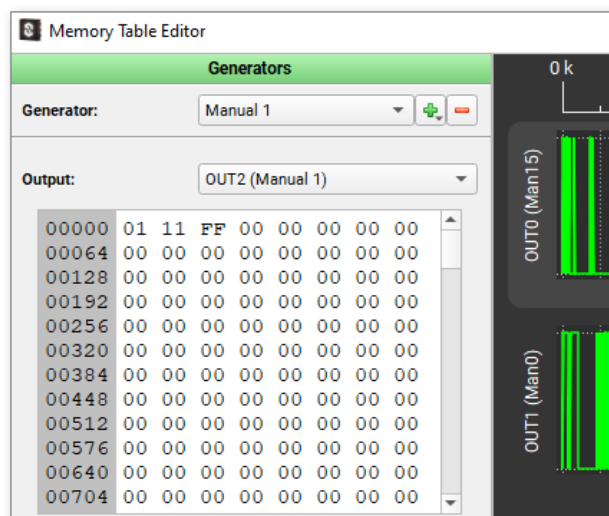 Memory Table Editor
Generators
0 k
Generator:
Manual 1
Output:
OUT2 (Manual 1)
00000 01 11 FF 00 00 00 00 00
00064 00 00 00 00 00 00 00 00
00128 00 00 00 00 00 00 00 00
00192 00 00 00 00 00 00 00 00
00256 00 00 00 00 00 00 00 00
00320 00 00 00 00 00 00 00 00
00384 00 00 00 00 00 00 00 00
00448 00 00 00 00 00 00 00 00
00512 00 00 00 00 00 00 00 00
00576 00 00 00 00 00 00 00 00
00640 00 00 00 00 00 00 00 00
00704 00 00 00 00 00 00 00 00
OUT0 (Man15)
OUT1 (Man0)